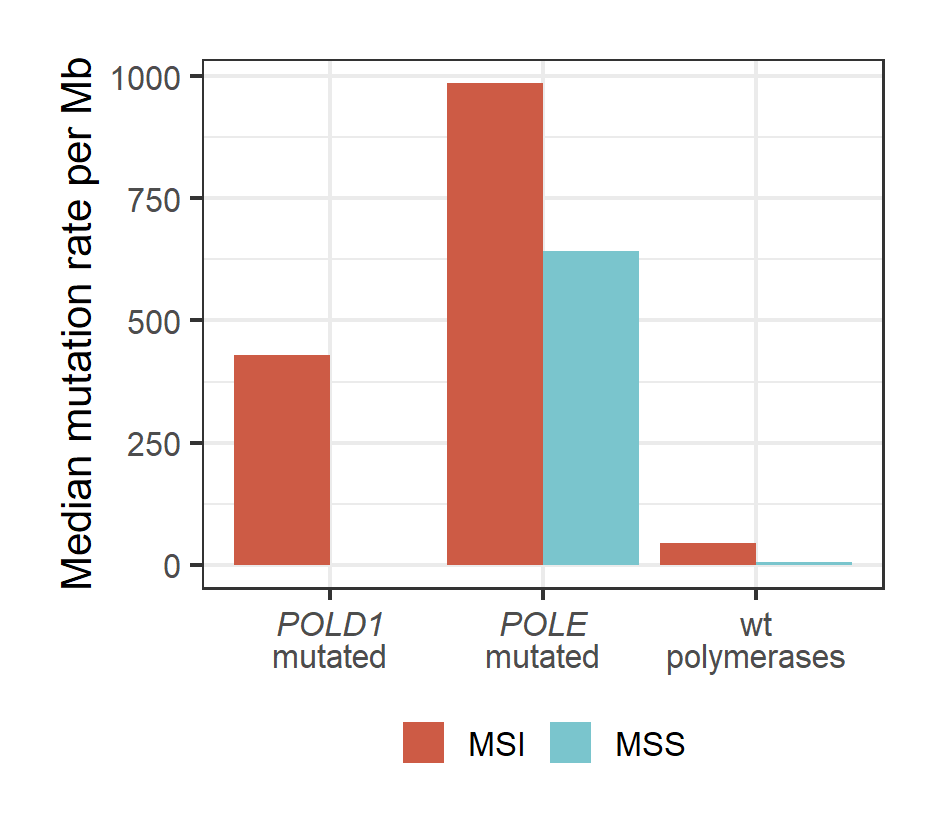 Median mutation rate per Mb
1000
750
500
250
0
POLD1
mutated
POLE
mutated
wt
polymerases
MSI
MSS